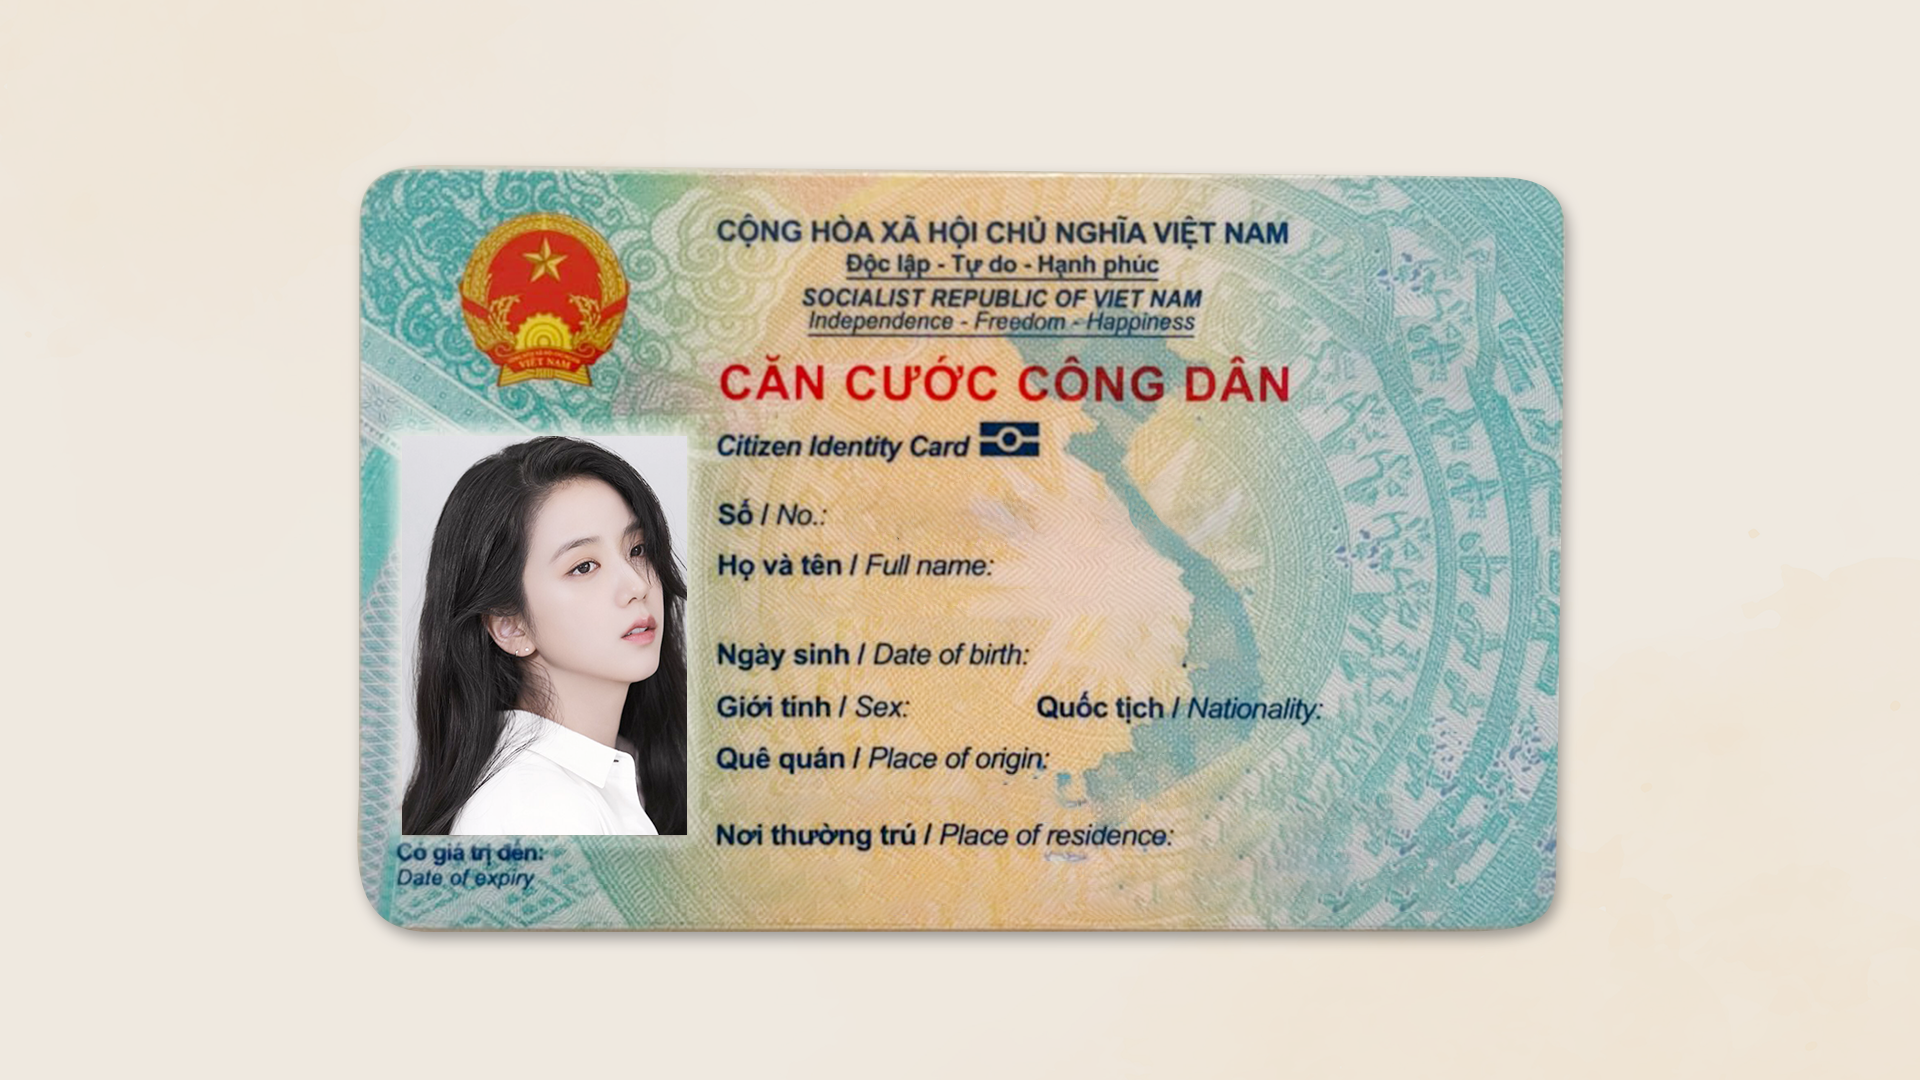 CỘNG HÒA XÃ HỘI CHỦ NGHĨA VIỆT NAM
Độc lập - Tự do - Hạnh phúc
SOCIALIST REPUBLIC OF VIET NAM
Independence - Freedom - Happiness
VIỆT NAM
CĂN CƯỚC CÔNG DÂN
Citizen Identity Card
Số / No.:
Họ và tên / Full name:
Ngày sinh / Date of birth:
Giới tính / Sex: Quốc tịch / Nationality:
Quê quán / Place of origin:
Nơi thường trú / Place of residence:
Có giá trị đến:
Date of expiry